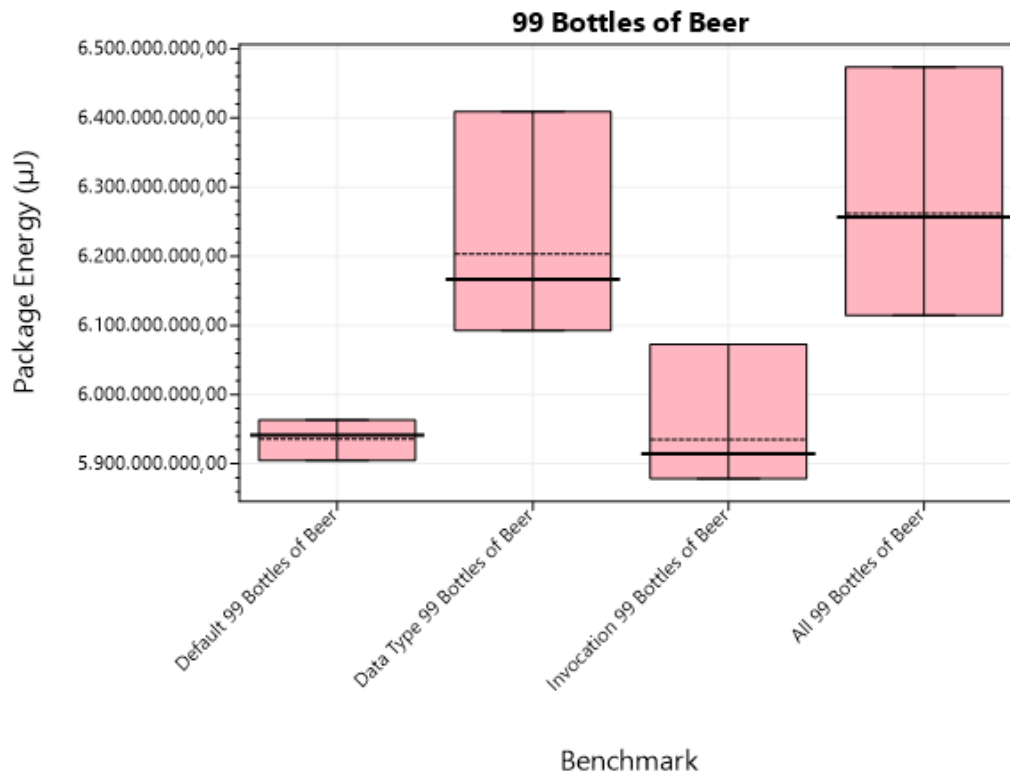 99 Bottles of Beer
Package Energy (µJ)
6.500.000.000,00
6.400.000.000,00
6.300.000.000,00
6.200.000.000,00
6.100.000.000,00
6.000.000.000,00
5.900.000.000,00
Default 99 Bottles of Beer
Data Type 99 Bottles of Beer
Invocation 99 Bottles of Beer
All 99 Bottles of Beer
Benchmark